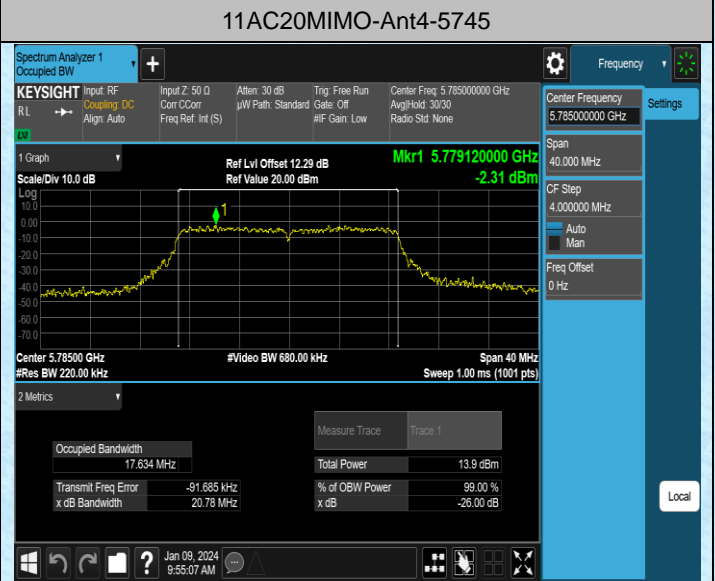 11AC20MIMO-Ant4-5745
Spectrum Analyzer 1
Occupied BW
+
Frequency
KEYSIGHT
RL
LXI
Input: RF
Coupling: DC
Align: Auto
Input Z: 50 Ω
Corr CCorr
Freq Ref: Int (S)
Atten: 30 dB
µW Path: Standard
Trig: Free Run
Gate: Off
#IF Gain: Low
Center Freq: 5.785000000 GHz
Avg|Hold: 30/30
Radio Std: None
Center Frequency
5.785000000 GHz
Settings
Span
40.000 MHz
CF Step
4.000000 MHz
Auto
Man
Freq Offset
0 Hz
1 Graph
Scale/Div 10.0 dB
Ref Lvl Offset 12.29 dB
Ref Value 20.00 dBm
Mkr1 5.779120000 GHz
-2.31 dBm
Log
10.0
0.00
-10.0
-20.0
-30.0
-40.0
-50.0
-60.0
-70.0
1
Center 5.78500 GHz
#Video BW 680.00 kHz
Span 40 MHz
#Res BW 220.00 kHz
Sweep 1.00 ms (1001 pts)
2 Metrics
Measure Trace Trace 1
Occupied Bandwidth
17.634 MHz
Total Power 13.9 dBm
Transmit Freq Error -91.685 kHz
% of OBW Power 99.00 %
x dB Bandwidth 20.78 MHz
x dB -26.00 dB
Local
?
Jan 09, 2024
9:55:07 AM